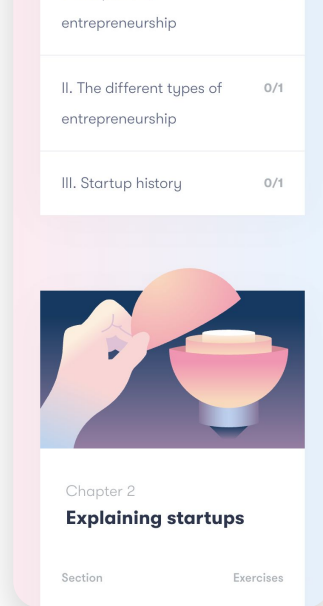 entrepreneurship
II. The different types of 0/1
entrepreneurship
III. Startup history 0/1
Chapter 2
Explaining startups
Section Exercises